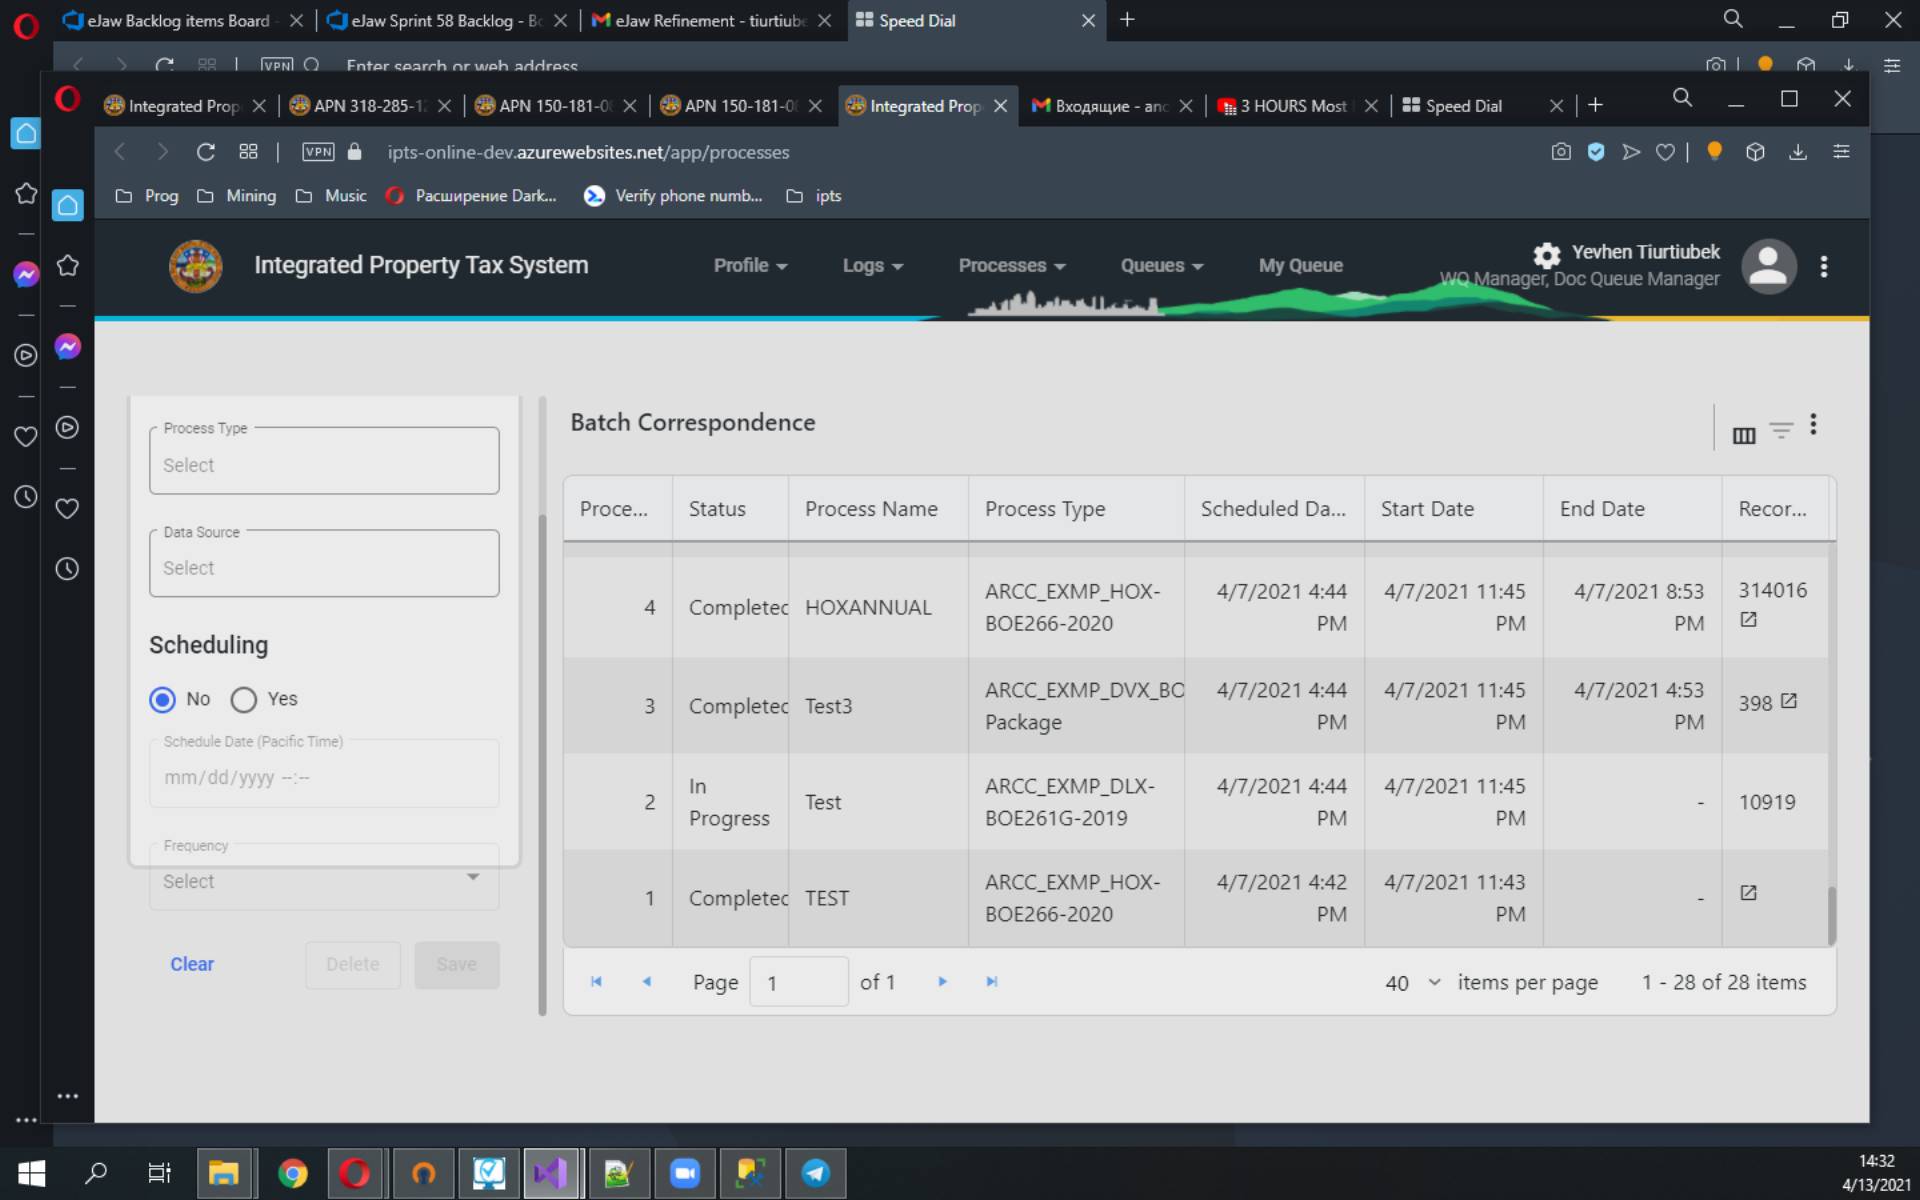 eJaw Backlog items Board -
eJaw Sprint 58 Backlog - Bo
eJaw Refinement - tiurtiube
Speed Dial
VPN
Enter search or web address
Integrated Prop
APN 318-285-12
APN 150-181-0
APN 150-181-0
Integrated Prop
Входящие - and
3 HOURS Most
Speed Dial
VPN
ipts-online-dev.azurewebsites.net/app/processes
Prog
Mining
Music
Расширение Dark...
Verify phone numb...
ipts
Integrated Property Tax System
Profile
Logs
Processes
Queues
My Queue
Yevhen Tiurtiubek
WQ Manager, Doc Queue Manager
Process Type
Select
Data Source
Select
Scheduling
No
Yes
Schedule Date (Pacific Time)
mm/dd/yyyy --:--
Frequency
Select
Clear
Delete
Save
Batch Correspondence
Proce... Status Process Name Process Type Scheduled Da... Start Date End Date Recor...
4 Completed HOXANNUAL ARCC_EXMP_HOX-BOE266-2020 4/7/2021 4:44 PM 4/7/2021 11:45 PM 4/7/2021 8:53 PM 314016
3 Completed Test3 ARCC_EXMP_DVX_BO Package 4/7/2021 4:44 PM 4/7/2021 11:45 PM 4/7/2021 4:53 PM 398
2 In Progress Test ARCC_EXMP_DLX-BOE261G-2019 4/7/2021 4:44 PM 4/7/2021 11:45 PM - 10919
1 Completed TEST ARCC_EXMP_HOX-BOE266-2020 4/7/2021 4:42 PM 4/7/2021 11:43 PM -
Page 1 of 1
40 items per page
1 - 28 of 28 items
14:32
4/13/2021